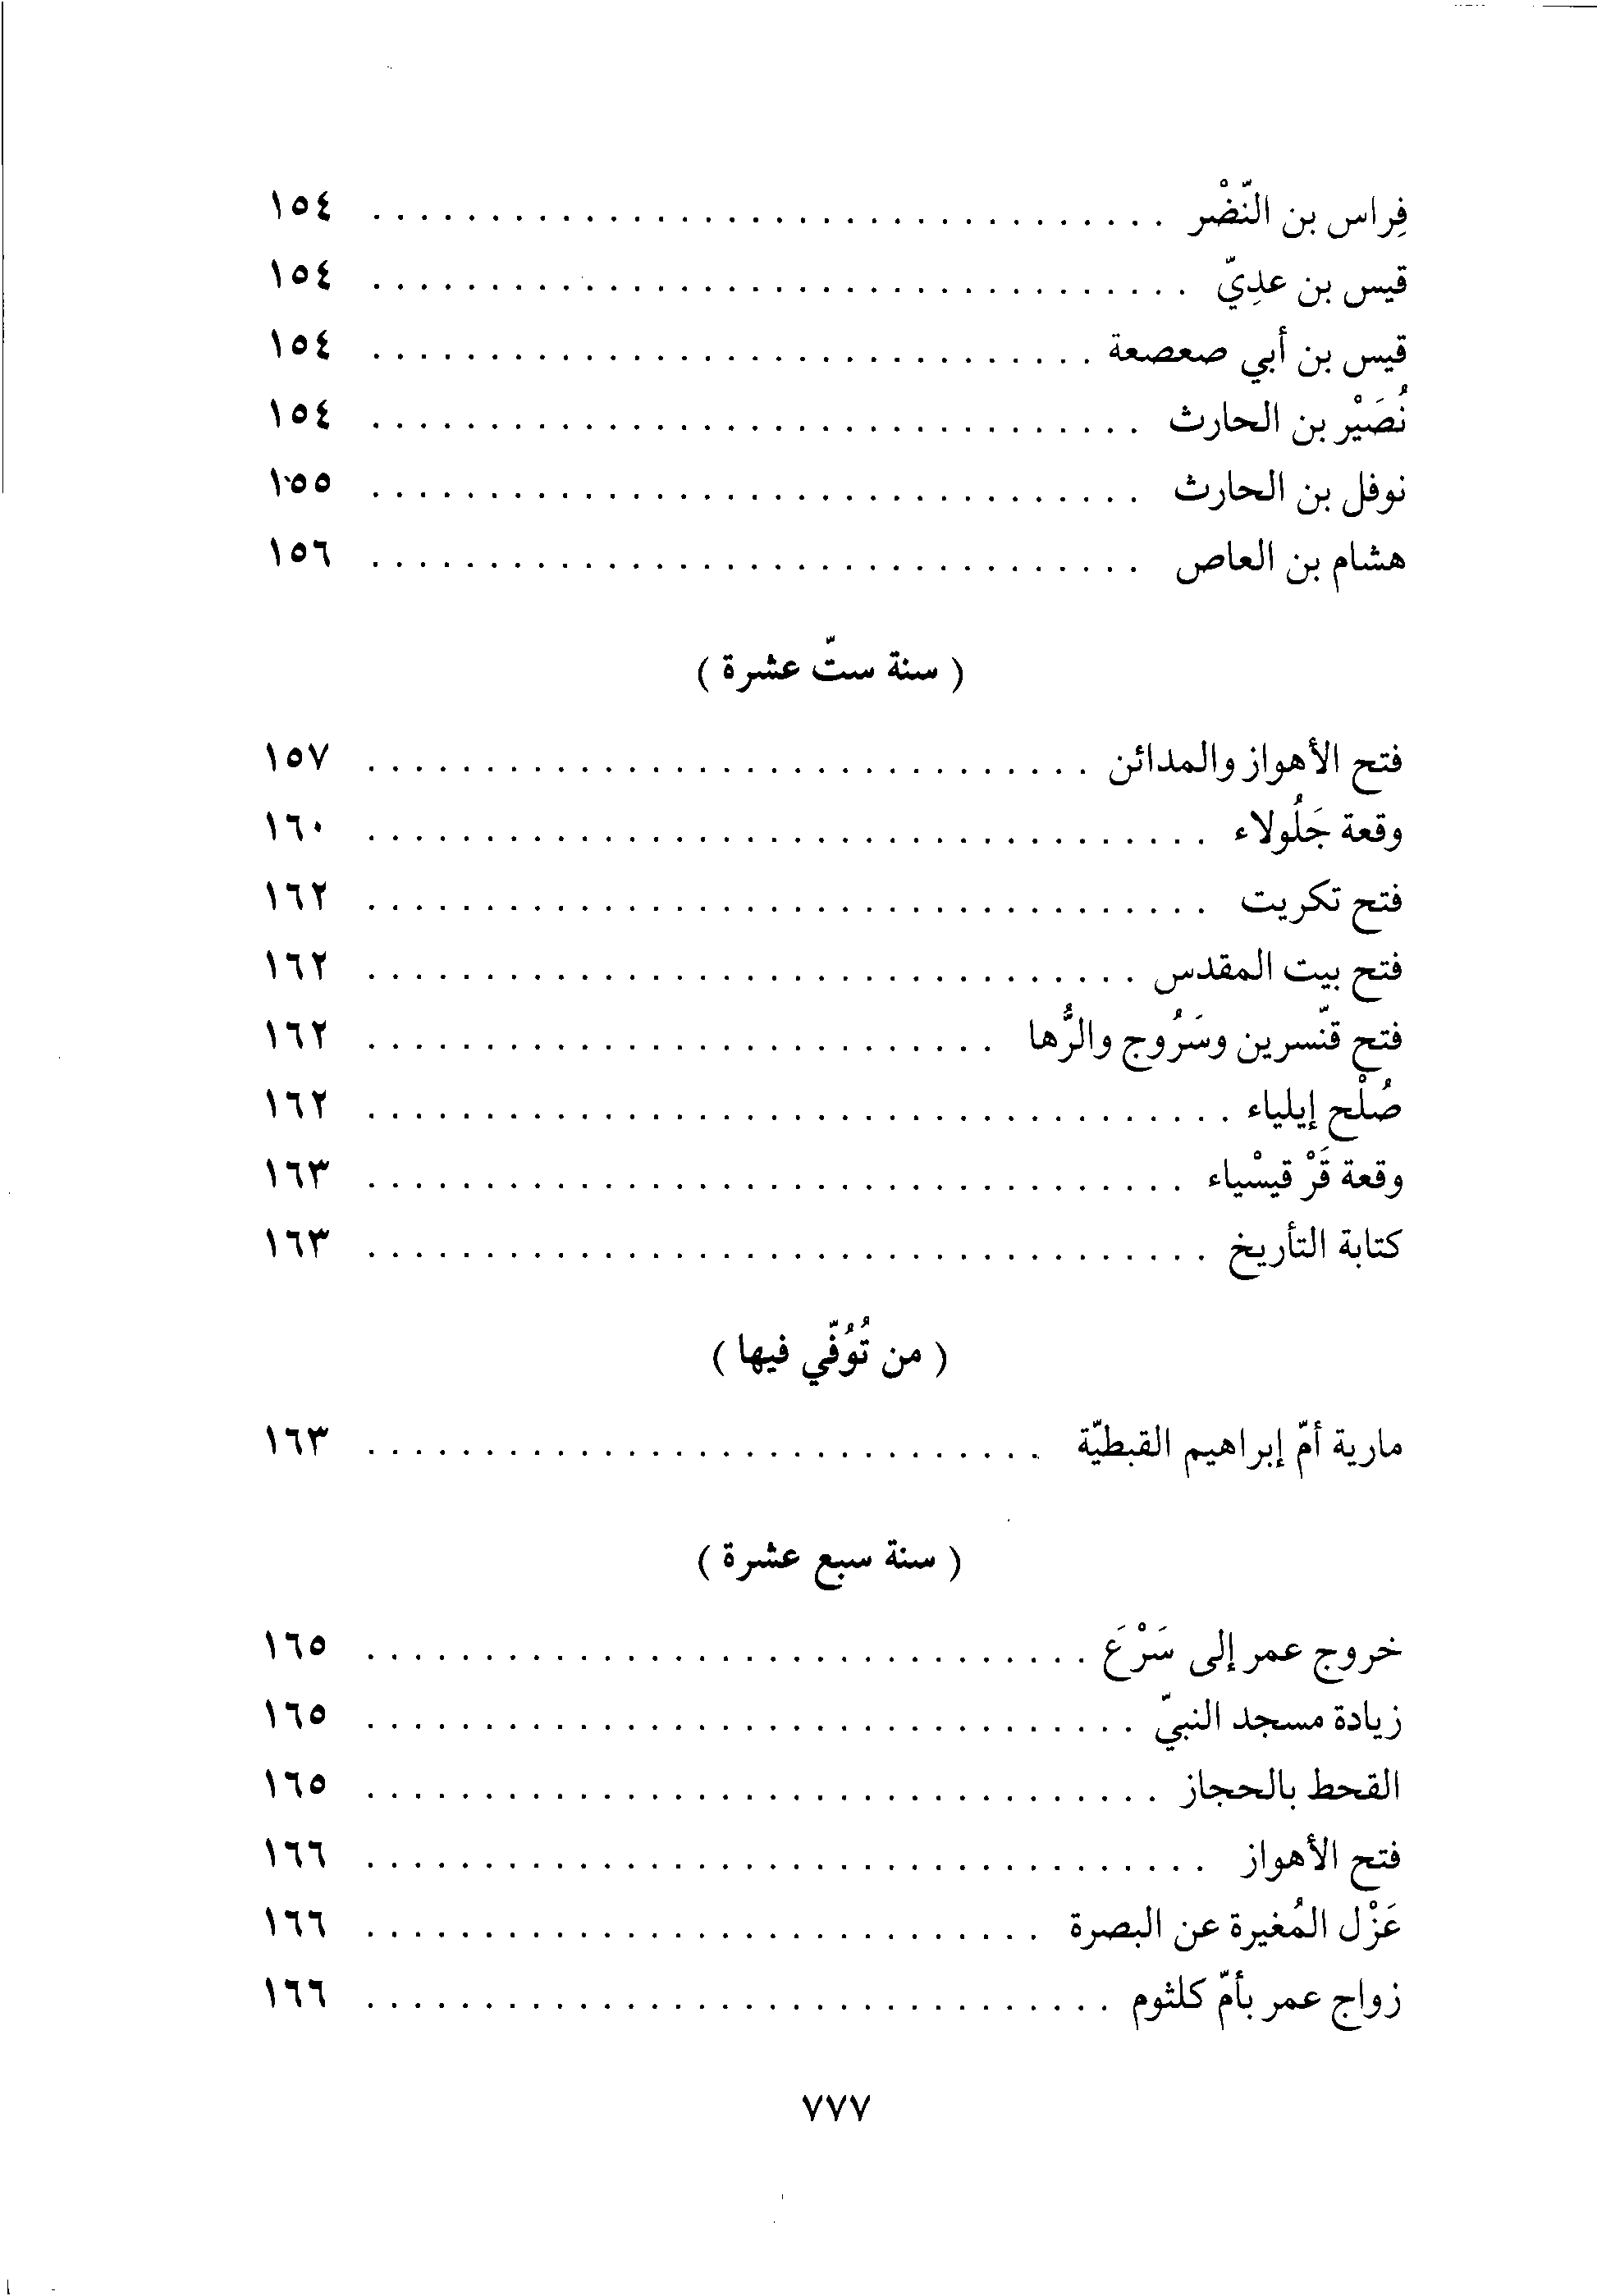 فِراس بن النّضْر . . . . . . . . . . . . . . . . . . . . . . . . . . . . . . . . . . ١٥٤
قيس بن عدِيّ . . . . . . . . . . . . . . . . . . . . . . . . . . . . . . . . . . . ١٥٤
قيس بن أبي صعصعة . . . . . . . . . . . . . . . . . . . . . . . . . . . . . . . ١٥٤
نُصَيْر بن الحارث . . . . . . . . . . . . . . . . . . . . . . . . . . . . . . . . . ١٥٤
نوفل بن الحارث . . . . . . . . . . . . . . . . . . . . . . . . . . . . . . . . . ١٥٥
هشام بن العاص . . . . . . . . . . . . . . . . . . . . . . . . . . . . . . . . . ١٥٦
( سنة ستّ عشرة )
فتح الأهواز والمدائن . . . . . . . . . . . . . . . . . . . . . . . . . . . . . . . ١٥٧
وقعة جَلُولاء . . . . . . . . . . . . . . . . . . . . . . . . . . . . . . . . . . . . ١٦٠
فتح تكريت . . . . . . . . . . . . . . . . . . . . . . . . . . . . . . . . . . . . ١٦٢
فتح بيت المقدس . . . . . . . . . . . . . . . . . . . . . . . . . . . . . . . . . ١٦٢
فتح قنّسرين وسَرُوج والرُّها . . . . . . . . . . . . . . . . . . . . . . . . . . . ١٦٢
صُلْح إيلياء . . . . . . . . . . . . . . . . . . . . . . . . . . . . . . . . . . . . . ١٦٢
وقعة قَرْ قيسْياء . . . . . . . . . . . . . . . . . . . . . . . . . . . . . . . . . . . ١٦٣
كتابة التأريخ . . . . . . . . . . . . . . . . . . . . . . . . . . . . . . . . . . . . ١٦٣
( من تُوُفّي فيها )
مارية أمّ إبراهيم القبطيّة . . . . . . . . . . . . . . . . . . . . . . . . . . . . . ١٦٣
( سنة سبع عشرة )
خروج عمر إلى سَرْعَ . . . . . . . . . . . . . . . . . . . . . . . . . . . . . . . ١٦٥
زيادة مسجد النبيّ . . . . . . . . . . . . . . . . . . . . . . . . . . . . . . . . . ١٦٥
القحط بالحجاز . . . . . . . . . . . . . . . . . . . . . . . . . . . . . . . . . . ١٦٥
فتح الأهواز . . . . . . . . . . . . . . . . . . . . . . . . . . . . . . . . . . . . ١٦٦
عَزْل المُغيرة عن البصرة . . . . . . . . . . . . . . . . . . . . . . . . . . . . . ١٦٦
زواج عمر بأمّ كلثوم . . . . . . . . . . . . . . . . . . . . . . . . . . . . . . . . ١٦٦
٧٧٧